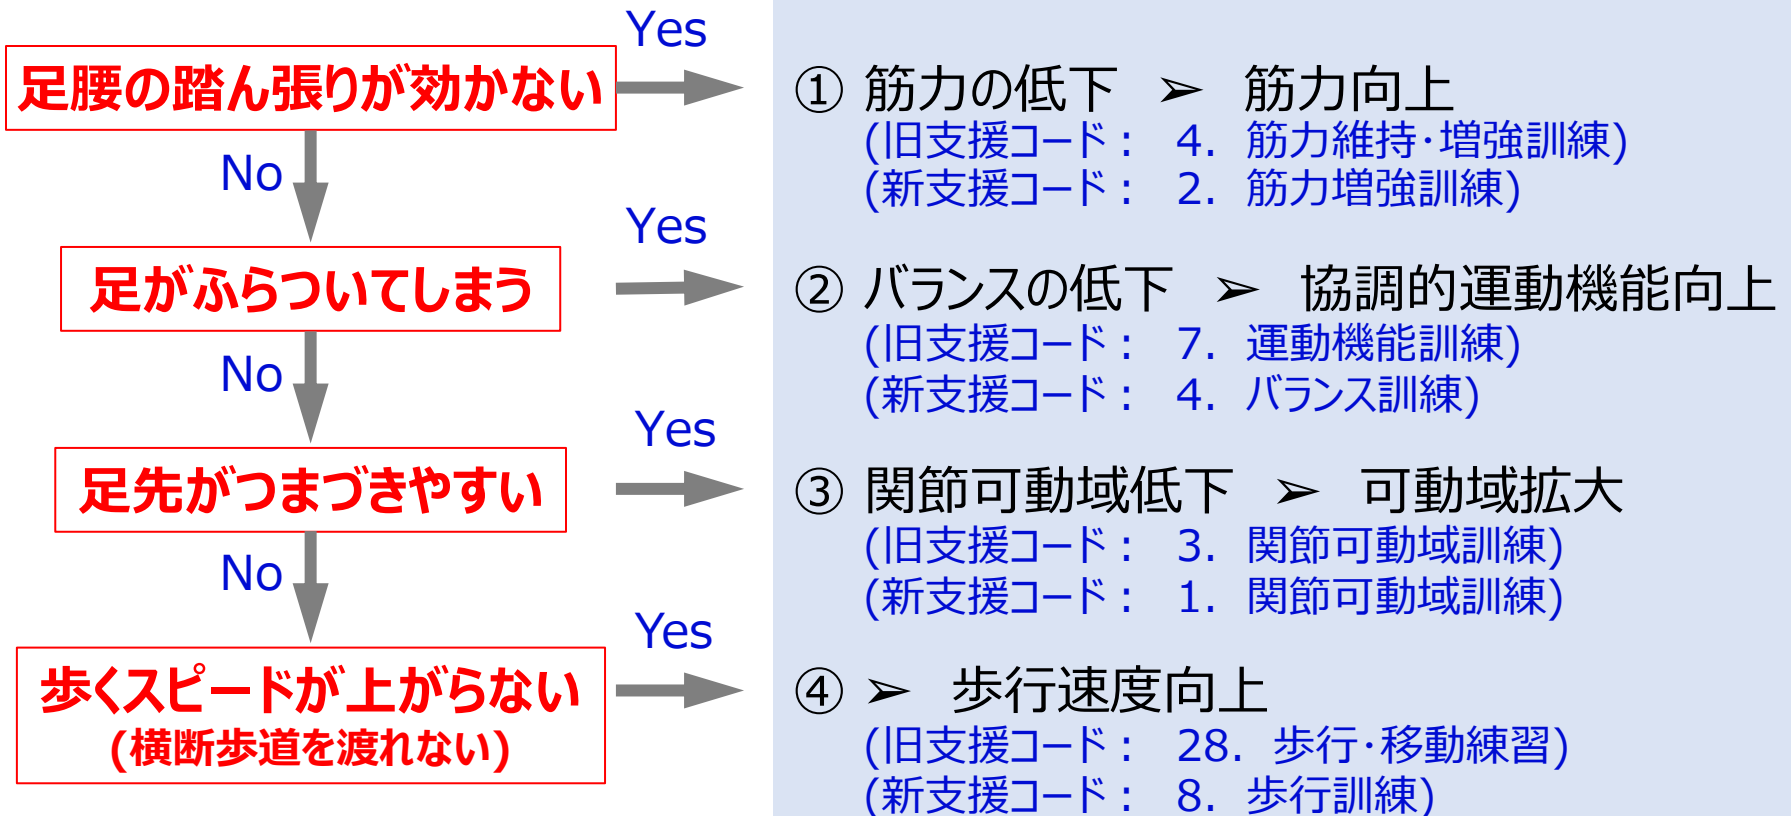 Yes
足腰の踏ん張りが効かない
① 筋力の低下 ➢ 筋力向上
(旧支援コード： 4. 筋力維持･増強訓練)
(新支援コード： 2. 筋力増強訓練)
No
Yes
足がふらついてしまう
② バランスの低下 ➢ 協調的運動機能向上
(旧支援コード： 7. 運動機能訓練)
(新支援コード： 4. バランス訓練)
No
Yes
足先がつまづきやすい
③ 関節可動域低下 ➢ 可動域拡大
(旧支援コード： 3. 関節可動域訓練)
(新支援コード： 1. 関節可動域訓練)
No
Yes
歩くスピードが上がらない
(横断歩道を渡れない)
④ ➢ 歩行速度向上
(旧支援コード： 28. 歩行･移動練習)
(新支援コード： 8. 歩行訓練)